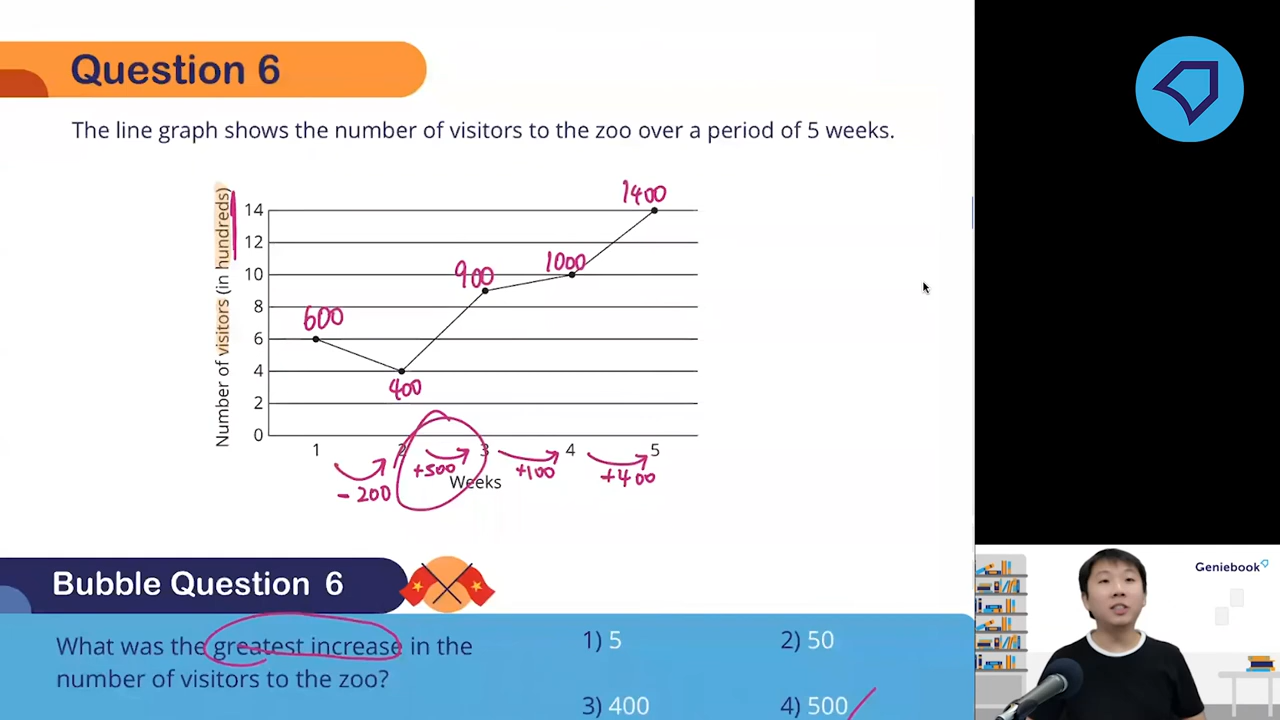 Question 6
The line graph shows the number of visitors to the zoo over a period of 5 weeks.
Number of visitors (in hundreds)
14
12
10
8
6
4
2
0
1400
900
1000
600
400
1 2 3 4 5
-200
+500
+100
+400
Weeks
Bubble Question 6
What was the greatest increase in the
number of visitors to the zoo?
1) 5
2) 50
3) 400
4) 500
Geniebook